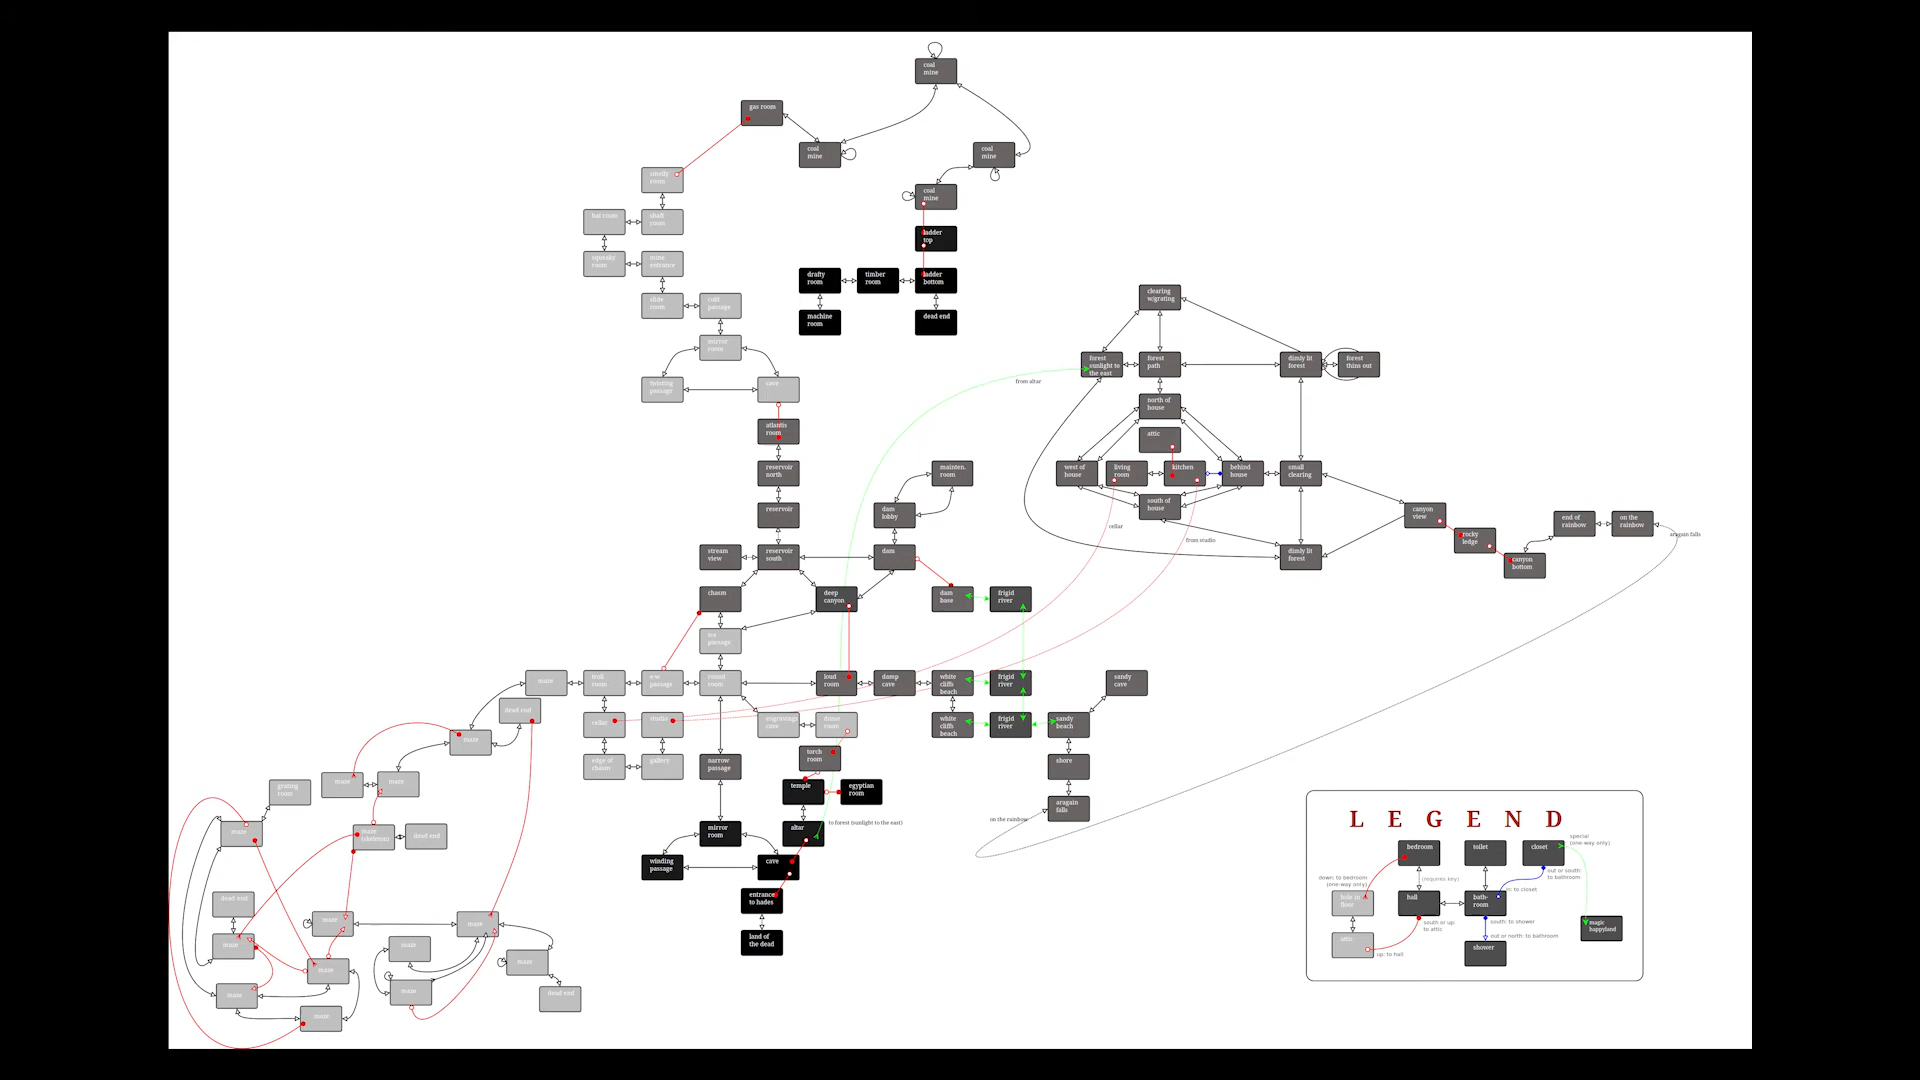 coal
mine
gas room
coal
mine
coal
mine
smelly
room
coal
mine
bat room
shaft
room
ladder
top
squeaky
room
mine
entrance
drafty
room
timber
room
ladder
bottom
slide
room
cold
passage
machine
room
dead end
clearing
w/grating
mirror
room
forest
sunlight to
the east
forest
path
dimly lit
forest
forest
thins out
from altar
twisting
passage
cave
north of
house
atlantis
room
attic
reservoir
north
mainten.
room
west of
house
living
room
kitchen
behind
house
small
clearing
reservoir
dam
lobby
south of
house
canyon
view
end of
rainbow
on the
rainbow
cellar
from studio
rocky
ledge
aragain falls
stream
view
reservoir
south
dam
dimly lit
forest
canyon
bottom
chasm
deep
canyon
dam
base
frigid
river
n-s
passage
maze
troll
room
e-w
passage
round
room
loud
room
damp
cave
white
cliffs
beach
frigid
river
sandy
cave
dead end
cellar
studio
engravings
cave
dome
room
white
cliffs
beach
frigid
river
sandy
beach
maze
edge of
chasm
gallery
narrow
passage
torch
room
shore
maze
maze
grating
room
temple
egyptian
room
aragain
falls
on the rainbow
maze
maze
(skeleton)
dead end
mirror
room
altar
to forest (sunlight to the east)
winding
passage
cave
dead end
entrance
to hades
maze
maze
maze
maze
land of
the dead
maze
maze
maze
maze
dead end
maze
LEGEND
special
(one-way only)
bedroom
toilet
closet
down: to bedroom
(one-way only)
(requires key)
out or south:
to bathroom
in: to closet
hole in
floor
hall
bath-
room
south or up:
to attic
south: to shower
magic
happyland
attic
out or north: to bathroom
up: to hall
shower